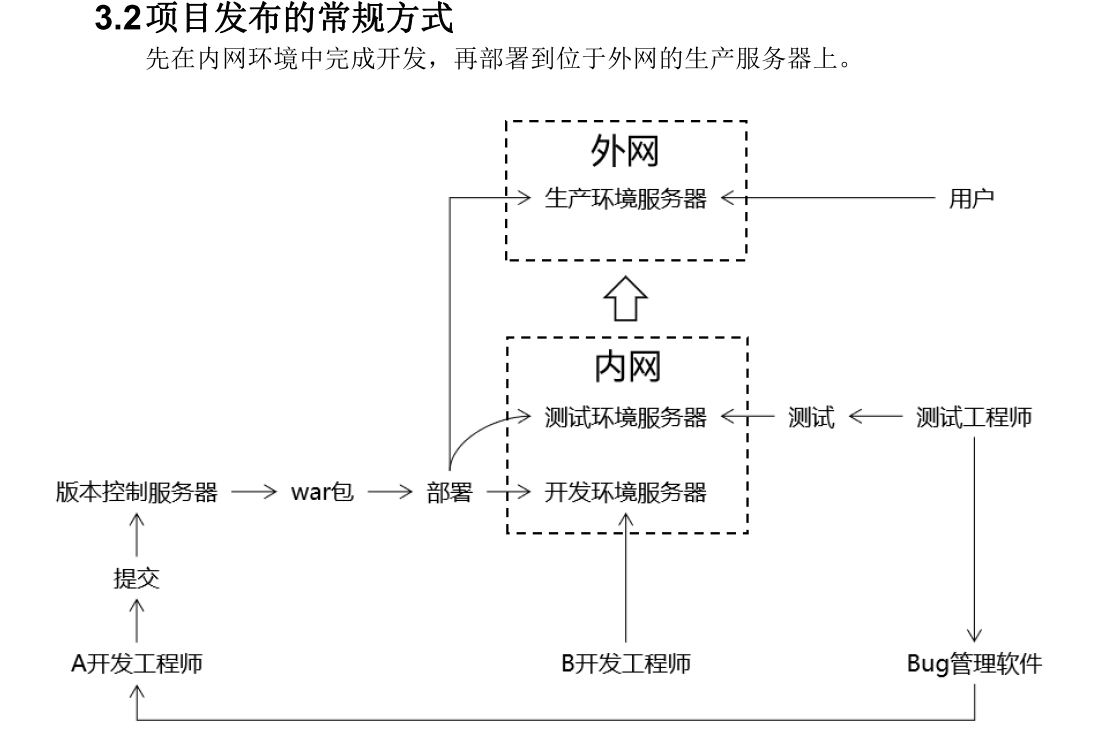 3.2项目发布的常规方式
先在内网环境中完成开发，再部署到位于外网的生产服务器上。
外网
生产环境服务器
用户
内网
测试环境服务器
测试
测试工程师
版本控制服务器
war包
部署
开发环境服务器
提交
A开发工程师
B开发工程师
Bug管理软件